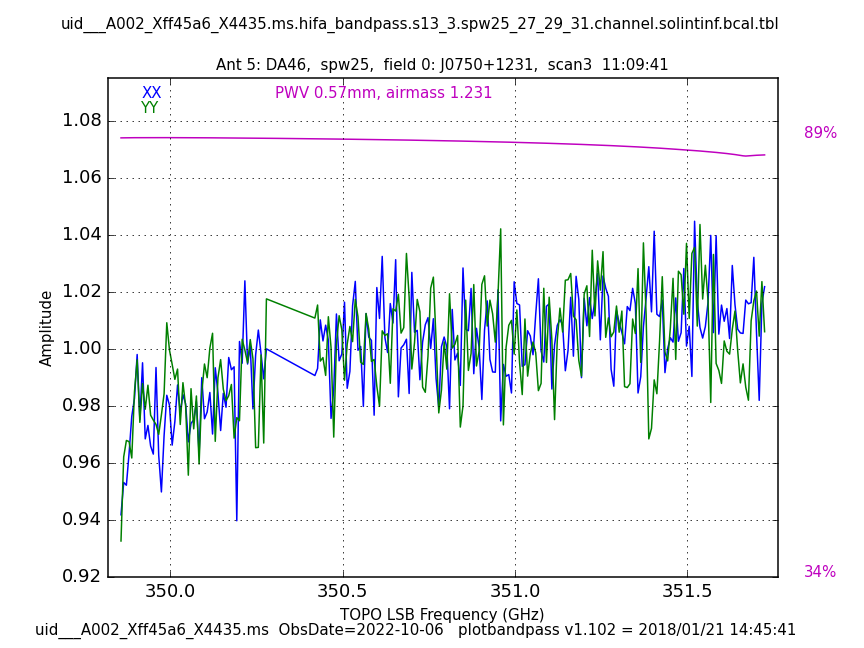 uid___A002_Xff45a6_X4435.ms.hifa_bandpass.s13_3.spw25_27_29_31.channel.solintinf.bcal.tbl
Ant 5: DA46,  spw25,  field 0: J0750+1231,  scan3  11:09:41
XX
PWV 0.57mm, airmass 1.231
YY
1.08
89%
1.06
1.04
1.02
1.00
0.98
0.96
0.94
0.92
34%
Amplitude
350.0 350.5 351.0 351.5
TOPO LSB Frequency (GHz)
uid___A002_Xff45a6_X4435.ms  ObsDate=2022-10-06   plotbandpass v1.102 = 2018/01/21 14:45:41